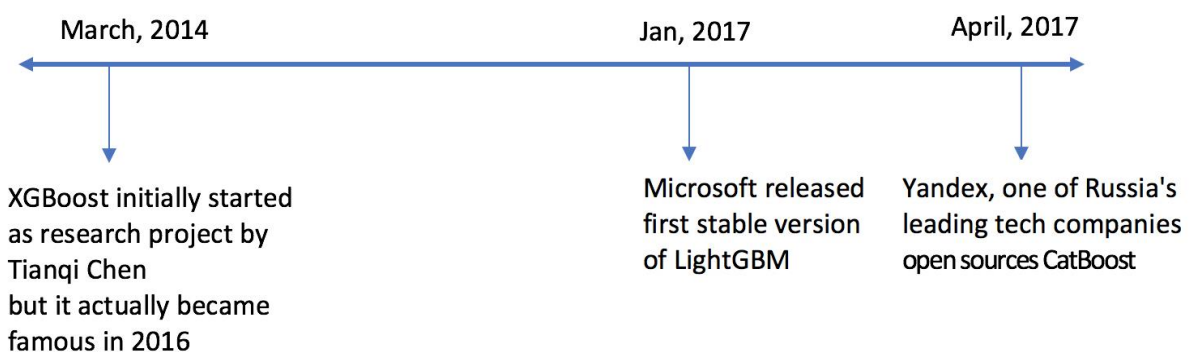 March, 2014
Jan, 2017
April, 2017
XGBoost initially started
as research project by
Tianqi Chen
but it actually became
famous in 2016
Microsoft released
first stable version
of LightGBM
Yandex, one of Russia's
leading tech companies
open sources CatBoost